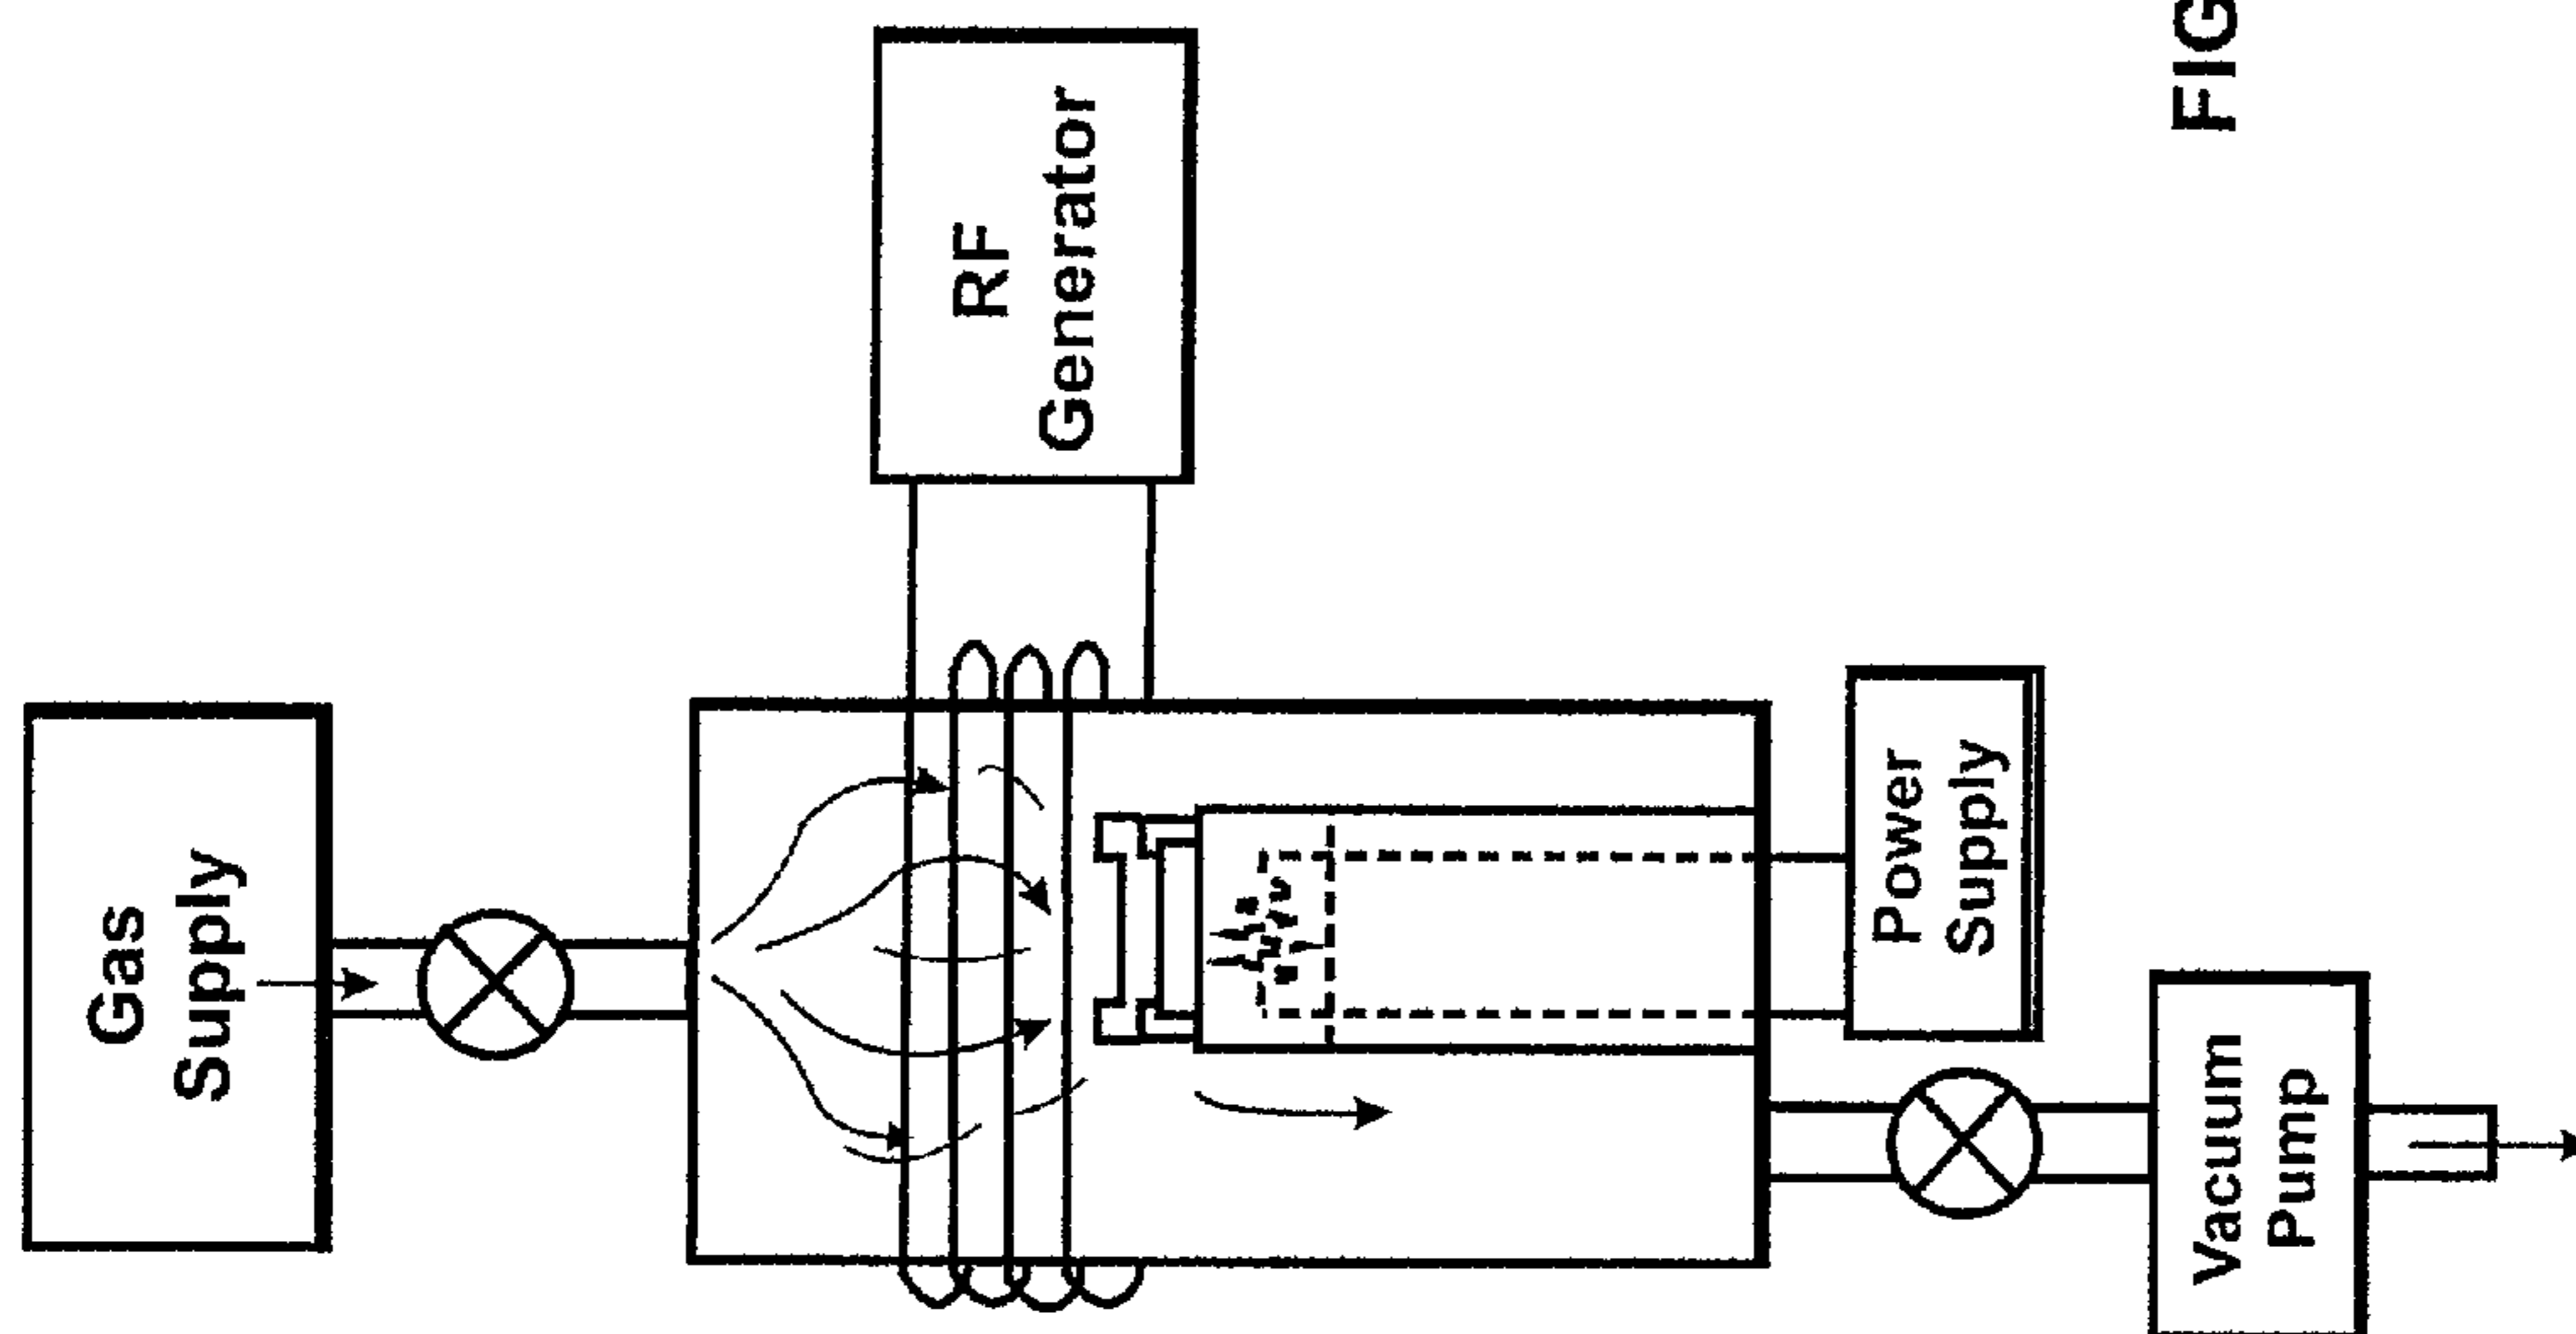 Gas
Supply
RF
Generator
Power
Supply
Vacuum
Pump
FIG